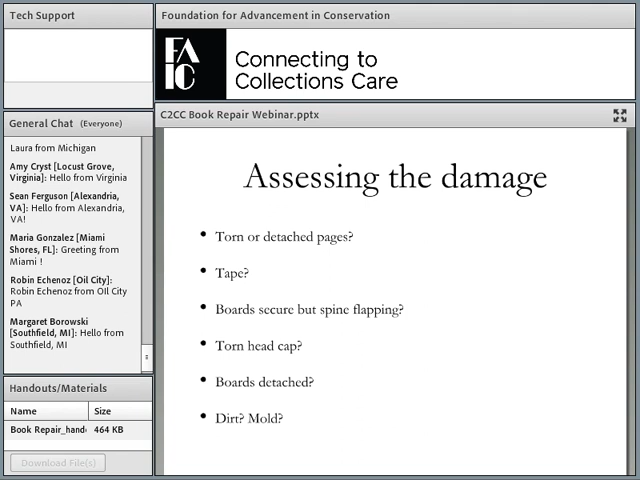 Tech Support
General Chat (Everyone)
Laura from Michigan
Amy Cryst [Locust Grove,
Virginia]: Hello from Virginia
Sean Ferguson [Alexandria,
VA]: Hello from Alexandria,
VA!
Maria Gonzalez [Miami
Shores, FL]: Greeting from
Miami !
Robin Echenoz [Oil City]:
Robin Echenoz from OIl City
PA
Margaret Borowski
[Southfield, MI]: Hello from
Southfield, MI
Handouts/Materials
Name Size
Book Repair_hand 464 KB
Download File(s)
Foundation for Advancement in Conservation
FAIC
Connecting to
Collections Care
C2CC Book Repair Webinar.pptx
Assessing the damage
• Torn or detached pages?
• Tape?
• Boards secure but spine flapping?
• Torn head cap?
• Boards detached?
• Dirt? Mold?